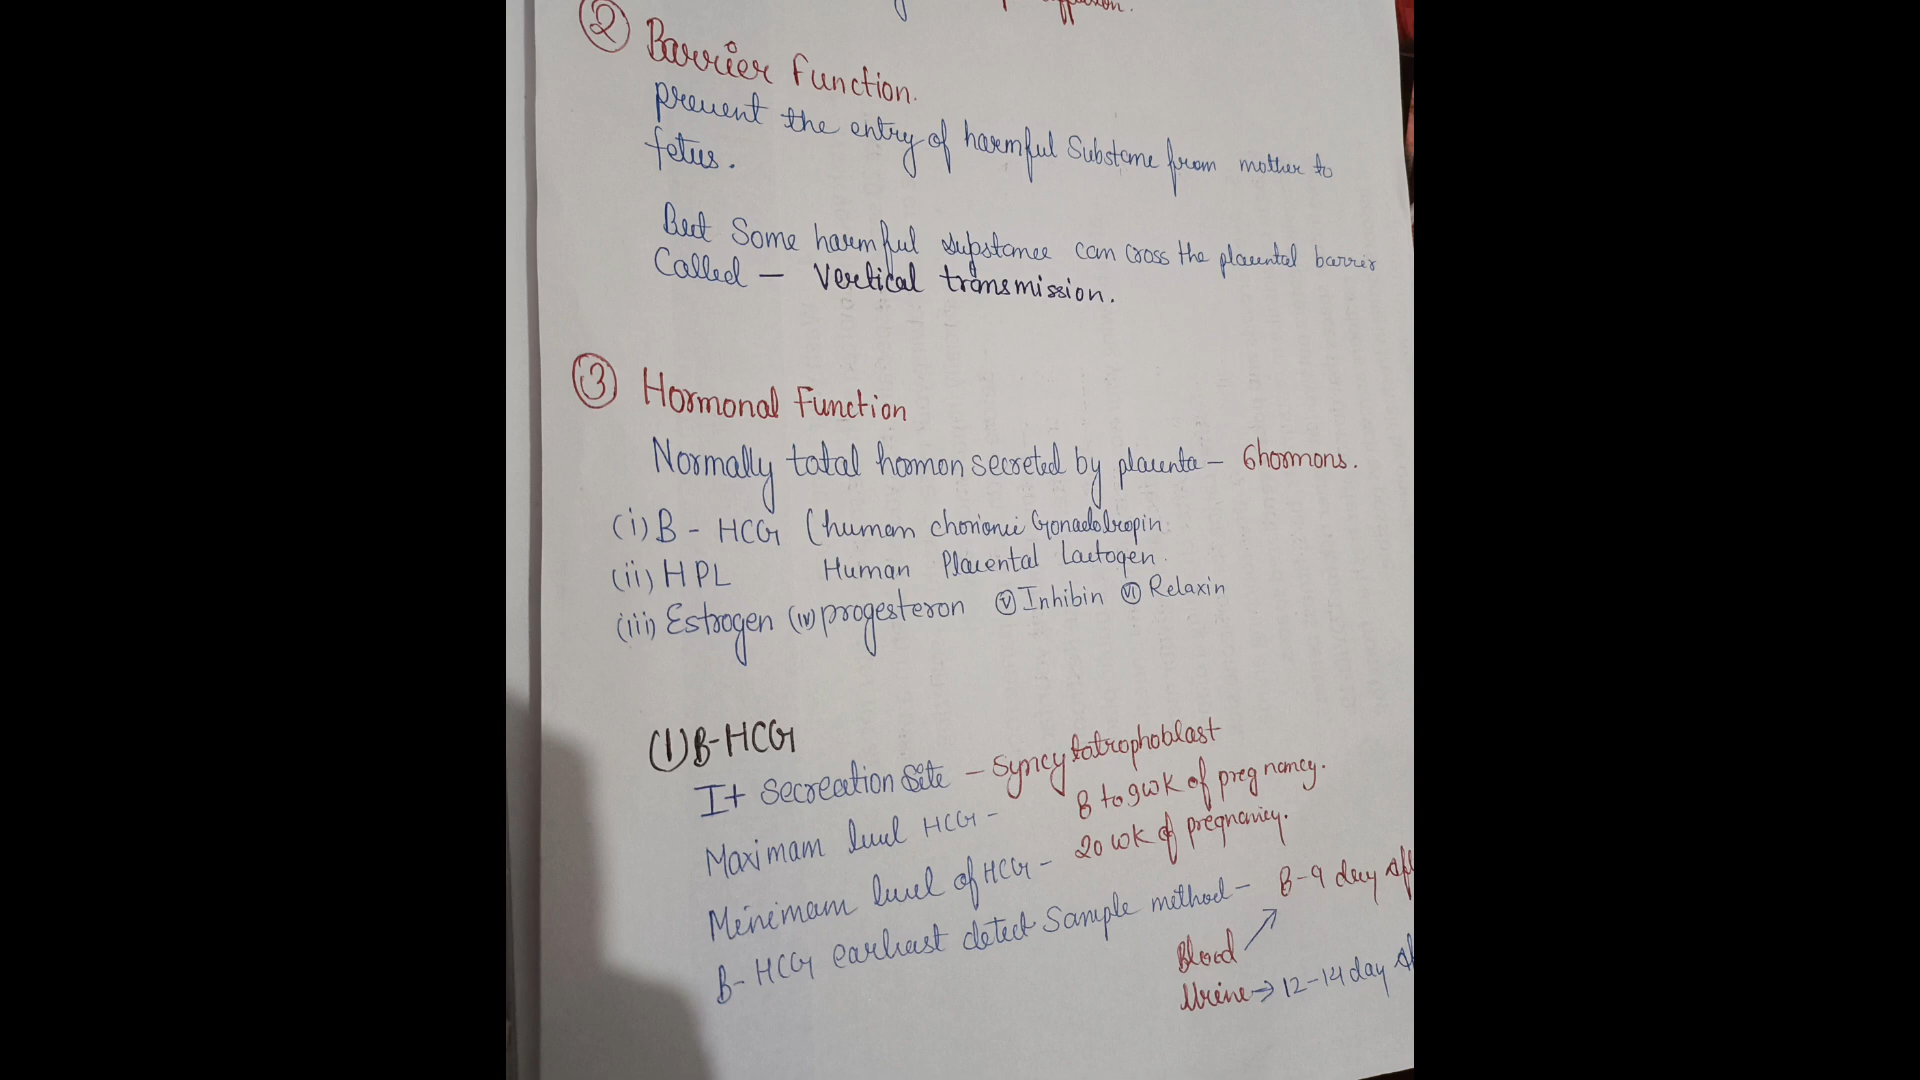 ② Barrier function.
prevent the entry of harmful Substance from mother to
fetus.
But Some harmful substance can cross the placental barrier
Called – Vertical transmission.
③ Hormonal Function
Normally total hormon secreted by placenta – 6 hormons.
(i) B - HCG (human chorionic Gonadotropin
(ii) HPL Human Placental Lactogen.
(iii) Estrogen (iv) progesteron Ⓥ Inhibin ⓥⓘ Relaxin
(1) B-HCG
It secreation site – Syncytotrophoblast
Maximam level HCG – 8 to 9 wk of pregnancy.
Minimam level of HCG – 20 wk of pregnancy.
B-HCG earliest detect Sample method – 8-9 day
Blood
Urine → 12-14 day